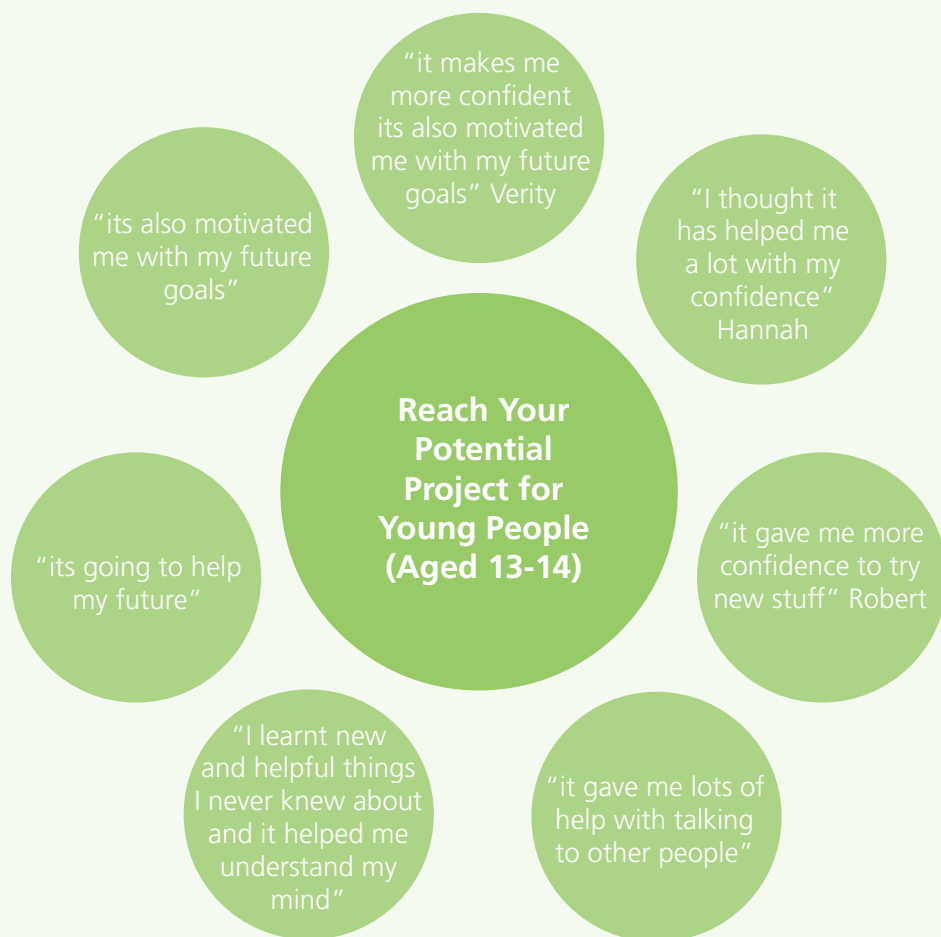 “it makes me
more confident
its also motivated
me with my future
goals” Verity
“I thought it
has helped me
a lot with my
confidence”
Hannah
“its also motivated
me with my future
goals”
Reach Your
Potential
Project for
Young People
(Aged 13-14)
“it gave me more
confidence to try
new stuff” Robert
“its going to help
my future”
“I learnt new
and helpful things
I never knew about
and it helped me
understand my
mind”
“it gave me lots of
help with talking
to other people”